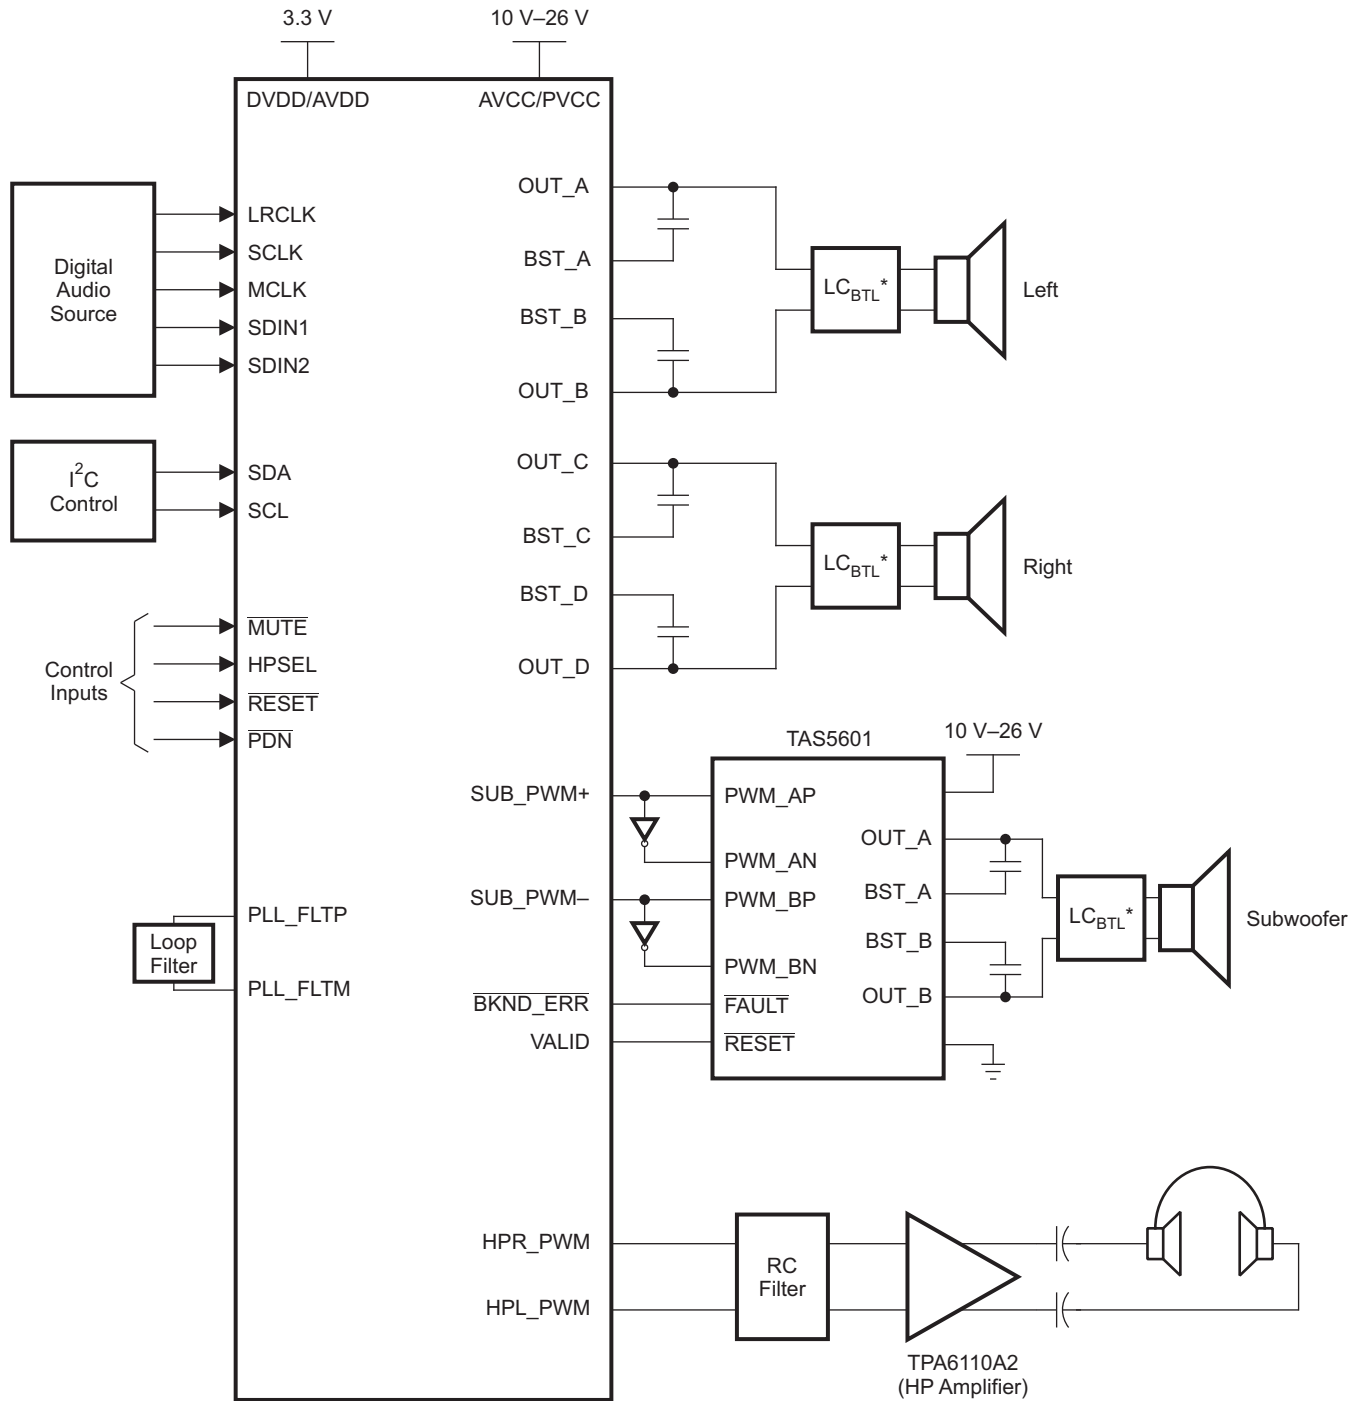 3.3 V
10 V–26 V
DVDD/AVDD
AVCC/PVCC
Digital
Audio
Source
LRCLK
SCLK
MCLK
SDIN1
SDIN2
I²C
Control
SDA
SCL
Control
Inputs
MUTE
HPSEL
RESET
PDN
Loop
Filter
PLL_FLTP
PLL_FLTM
OUT_A
BST_A
BST_B
OUT_B
LC_BTL*
Left
OUT_C
BST_C
BST_D
OUT_D
LC_BTL*
Right
SUB_PWM+
SUB_PWM–
BKND_ERR
VALID
TAS5601
10 V–26 V
PWM_AP
PWM_AN
PWM_BP
PWM_BN
FAULT
RESET
OUT_A
BST_A
BST_B
OUT_B
LC_BTL*
Subwoofer
HPR_PWM
HPL_PWM
RC
Filter
TPA6110A2
(HP Amplifier)